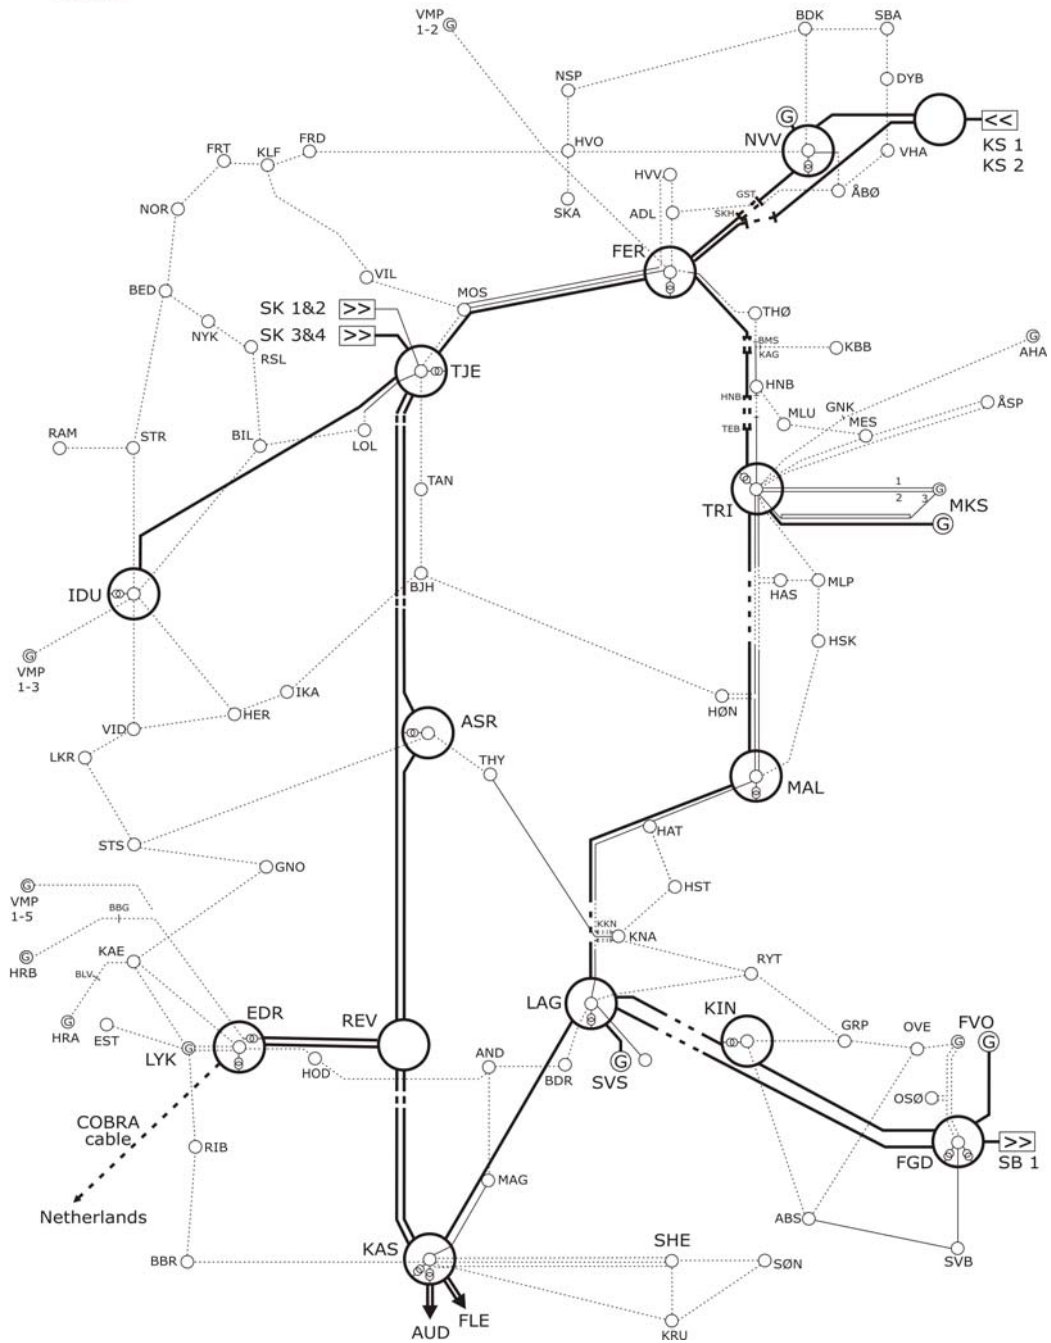 VMP
1-2
G
BDK
SBA
NSP
DYB
G
<<
KS 1
KS 2
NVV
FRD
FRT
KLF
HVO
VHA
HVV
GST
ÅBØ
NOR
SKA
ADL
SKH
FER
VIL
BED
MOS
SK 1&2
>>
THØ
NYK
SK 3&4
>>
BMS
KAG
KBB
G
AHA
RSL
TJE
HNB
HNB
GNK
ÅSP
MLU
MES
RAM
STR
BIL
LOL
TEB
TAN
TRI
1
G
2
3
MKS
G
IDU
BJH
HAS
MLP
HSK
G
VMP
1-3
IKA
HER
HØN
VID
ASR
LKR
THY
MAL
STS
HAT
GNO
G
VMP
1-5
HST
BBG
KKN
KNA
G
HRB
KAE
BLV
RYT
LAG
KIN
EDR
REV
G
HRA
EST
GRP
OVE
FVO
G
G
LYK
G
HOD
AND
BDR
G
SVS
OSØ
COBRA
cable
RIB
FGD
>>
SB 1
MAG
Netherlands
ABS
KAS
SHE
BBR
SØN
SVB
FLE
AUD
KRU